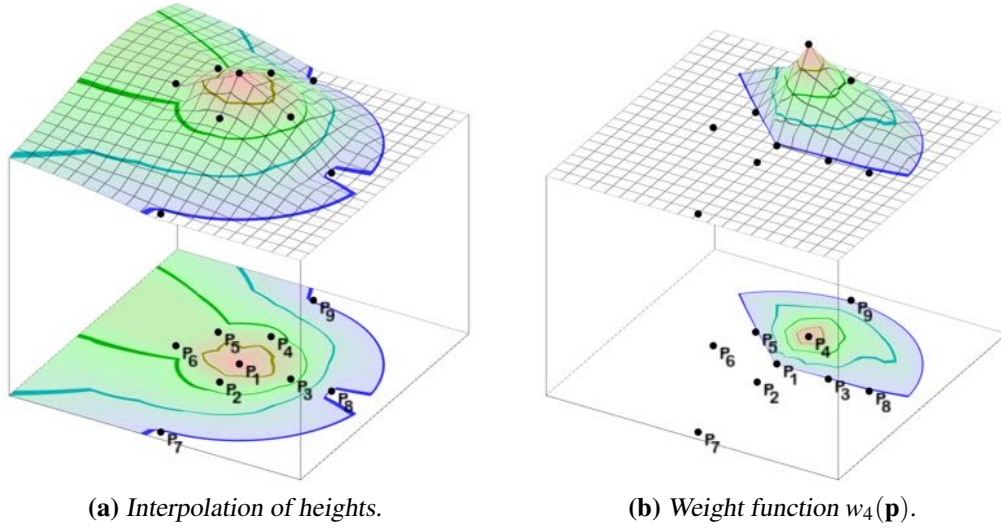 P9
P5
P4
P6
P1
P2
P3
P8
P7
P9
P5
P4
P6
P1
P2
P3
P8
P7
(a) Interpolation of heights.
(b) Weight function w₄(p).